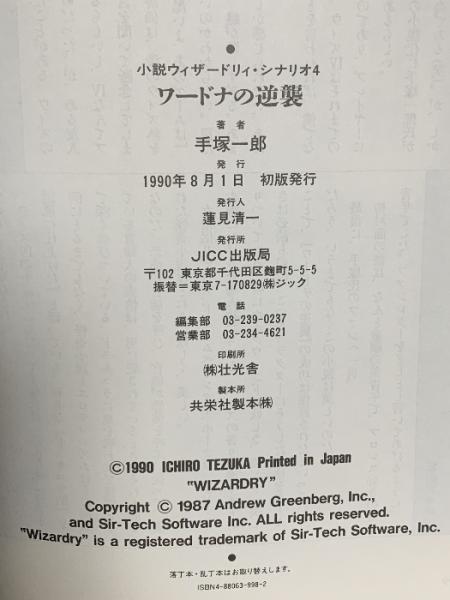 小説ウィザードリィ・シナリオ4
ワードナの逆襲
著者
手塚一郎
発行
1990年8月1日 初版発行
発行人
蓮見清一
発行所
JICC出版局
〒102 東京都千代田区麹町5-5-5
振替=東京7-170829㈱ジック
電話
編集部 03-239-0237
営業部 03-234-4621
印刷所
㈱壮光舎
製本所
共栄社製本㈱
©1990 ICHIRO TEZUKA Printed in Japan
"WIZARDRY"
Copyright © 1987 Andrew Greenberg, Inc.,
and Sir-Tech Software Inc. ALL rights reserved.
"Wizardry" is a registered trademark of Sir-Tech Software, Inc.
落丁本・乱丁本はお取り替えします。
ISBN4-88063-998-2